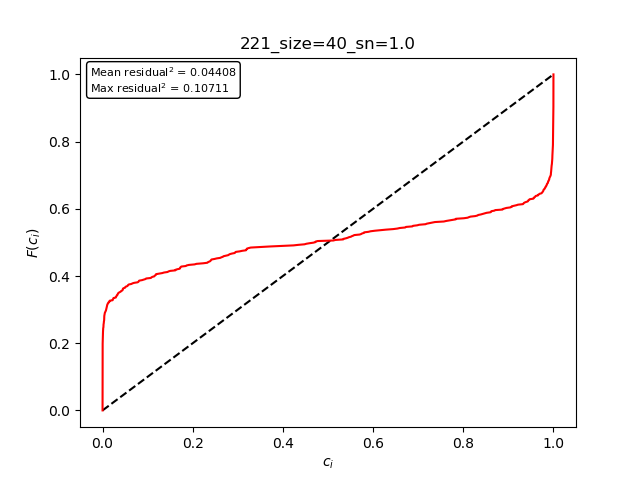 221_size=40_sn=1.0
Mean residual² = 0.04408
Max residual² = 0.10711
1.0
0.8
0.6
0.4
0.2
0.0
F(cᵢ)
0.0 0.2 0.4 0.6 0.8 1.0
cᵢ